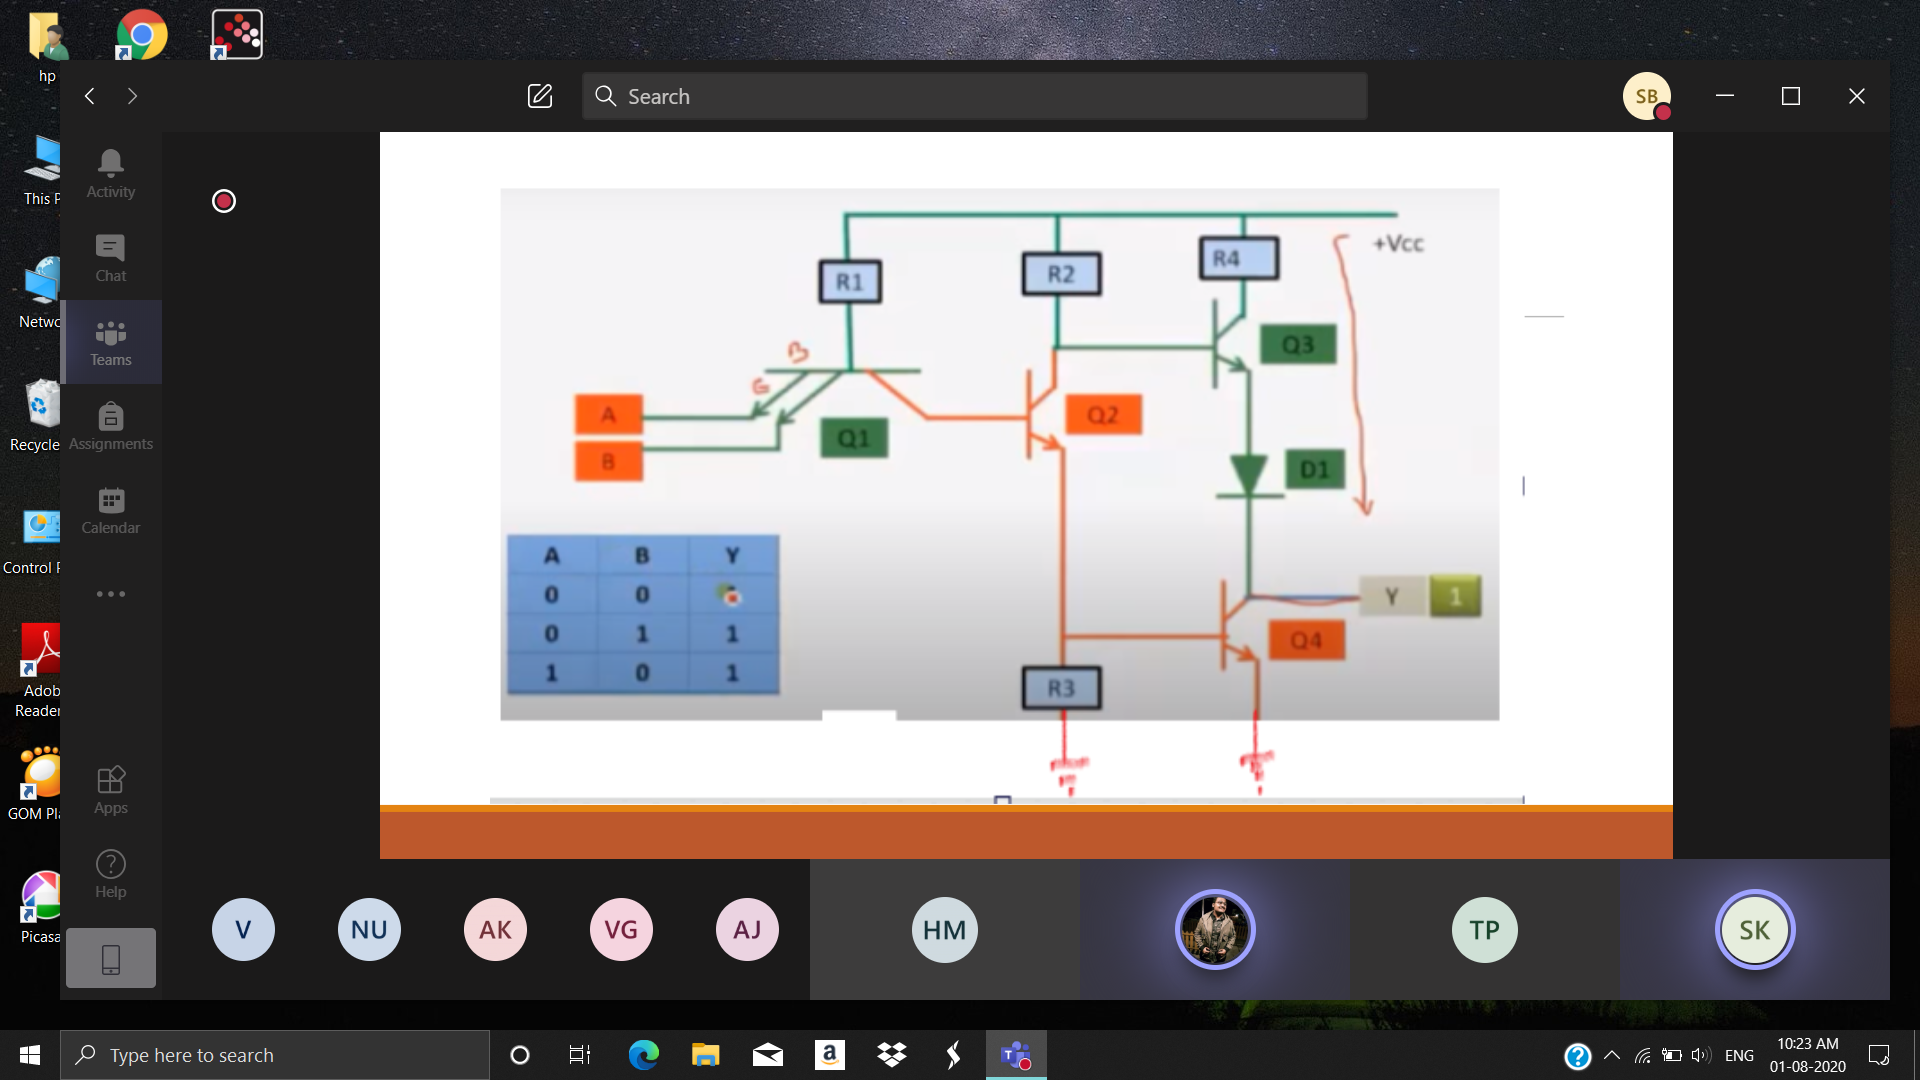 hp
Search
SB
Activity
This P
Chat
Netwo
Teams
Recycle
Assignments
Calendar
Control P
Adob
Reader
Apps
GOM Pla
Help
Picasa
+Vcc
R1
R2
R4
B
Q3
A
Q2
Q1
B
D1
A B Y
0 0
0 1 1
1 0 1
Y 1
Q4
R3
V NU AK VG AJ HM TP SK
Type here to search
a
T
ENG
10:23 AM
01-08-2020